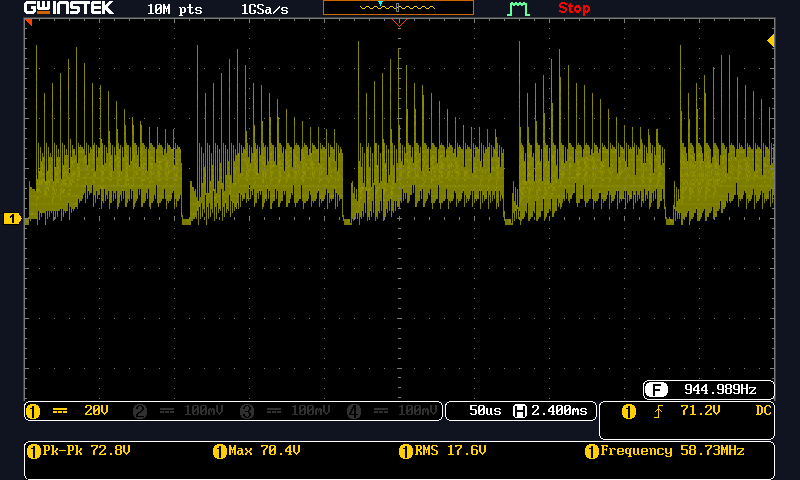 GWINSTEK 10M pts 1GSa/s Stop
1
F 944.989Hz
1 20V 2 100mV 3 100mV 4 100mV 50us H 2.400ms 1 71.2V DC
1 Pk-Pk 72.8V 1 Max 70.4V 1 RMS 17.6V 1 Frequency 58.73MHz